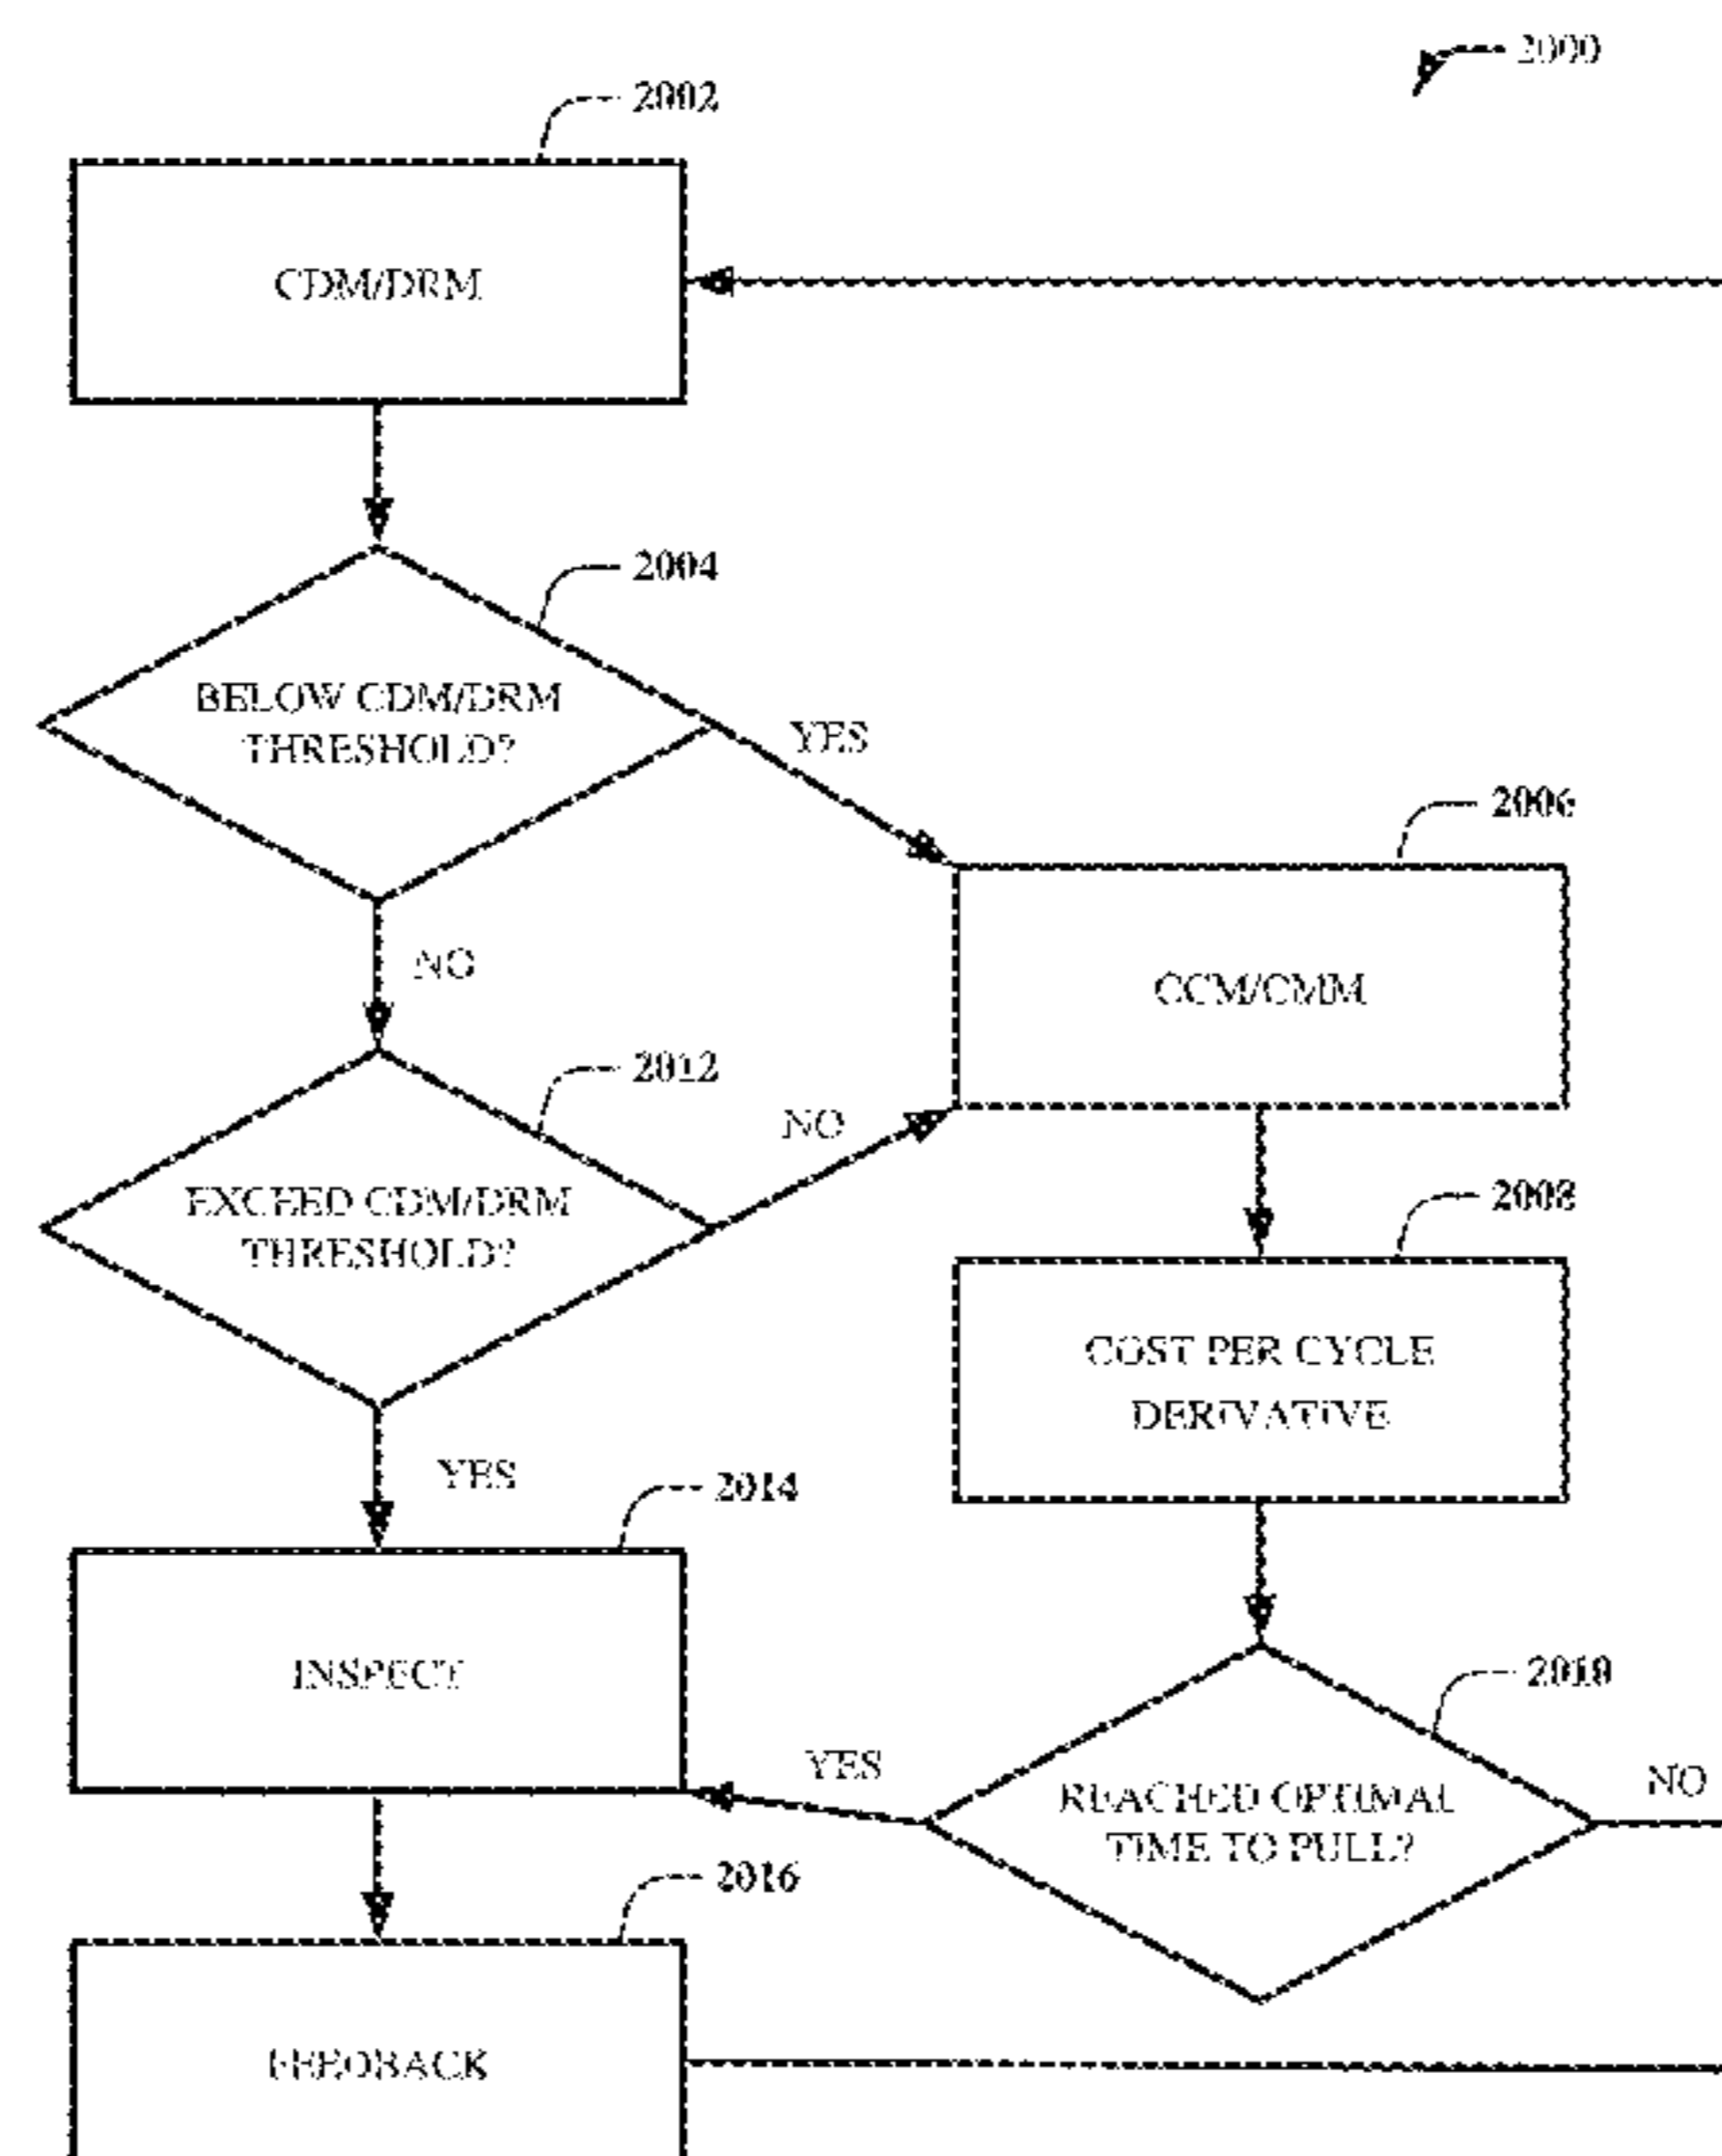 2000
2002
CDM/DRM
2004
BELOW CDM/DRM
THRESHOLD?
YES
2006
CCM/CMM
NO
2012
NO
EXCEED CDM/DRM
THRESHOLD?
2008
COST PER CYCLE
DERIVATIVE
YES
2014
INSPECT
2010
YES
NO
REACHED OPTIMAL
TIME TO PULL?
2016
FEEDBACK